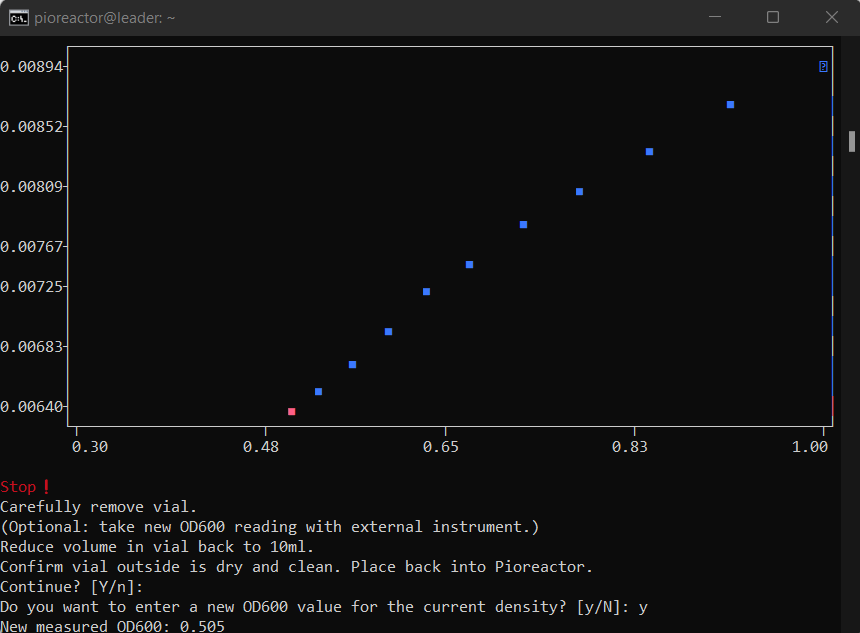 pioreactor@leader: ~
0.00894
0.00852
0.00809
0.00767
0.00725
0.00683
0.00640
0.30 0.48 0.65 0.83 1.00
Stop!
Carefully remove vial.
(Optional: take new OD600 reading with external instrument.)
Reduce volume in vial back to 10ml.
Confirm vial outside is dry and clean. Place back into Pioreactor.
Continue? [Y/n]:
Do you want to enter a new OD600 value for the current density? [y/N]: y
New measured OD600: 0.505